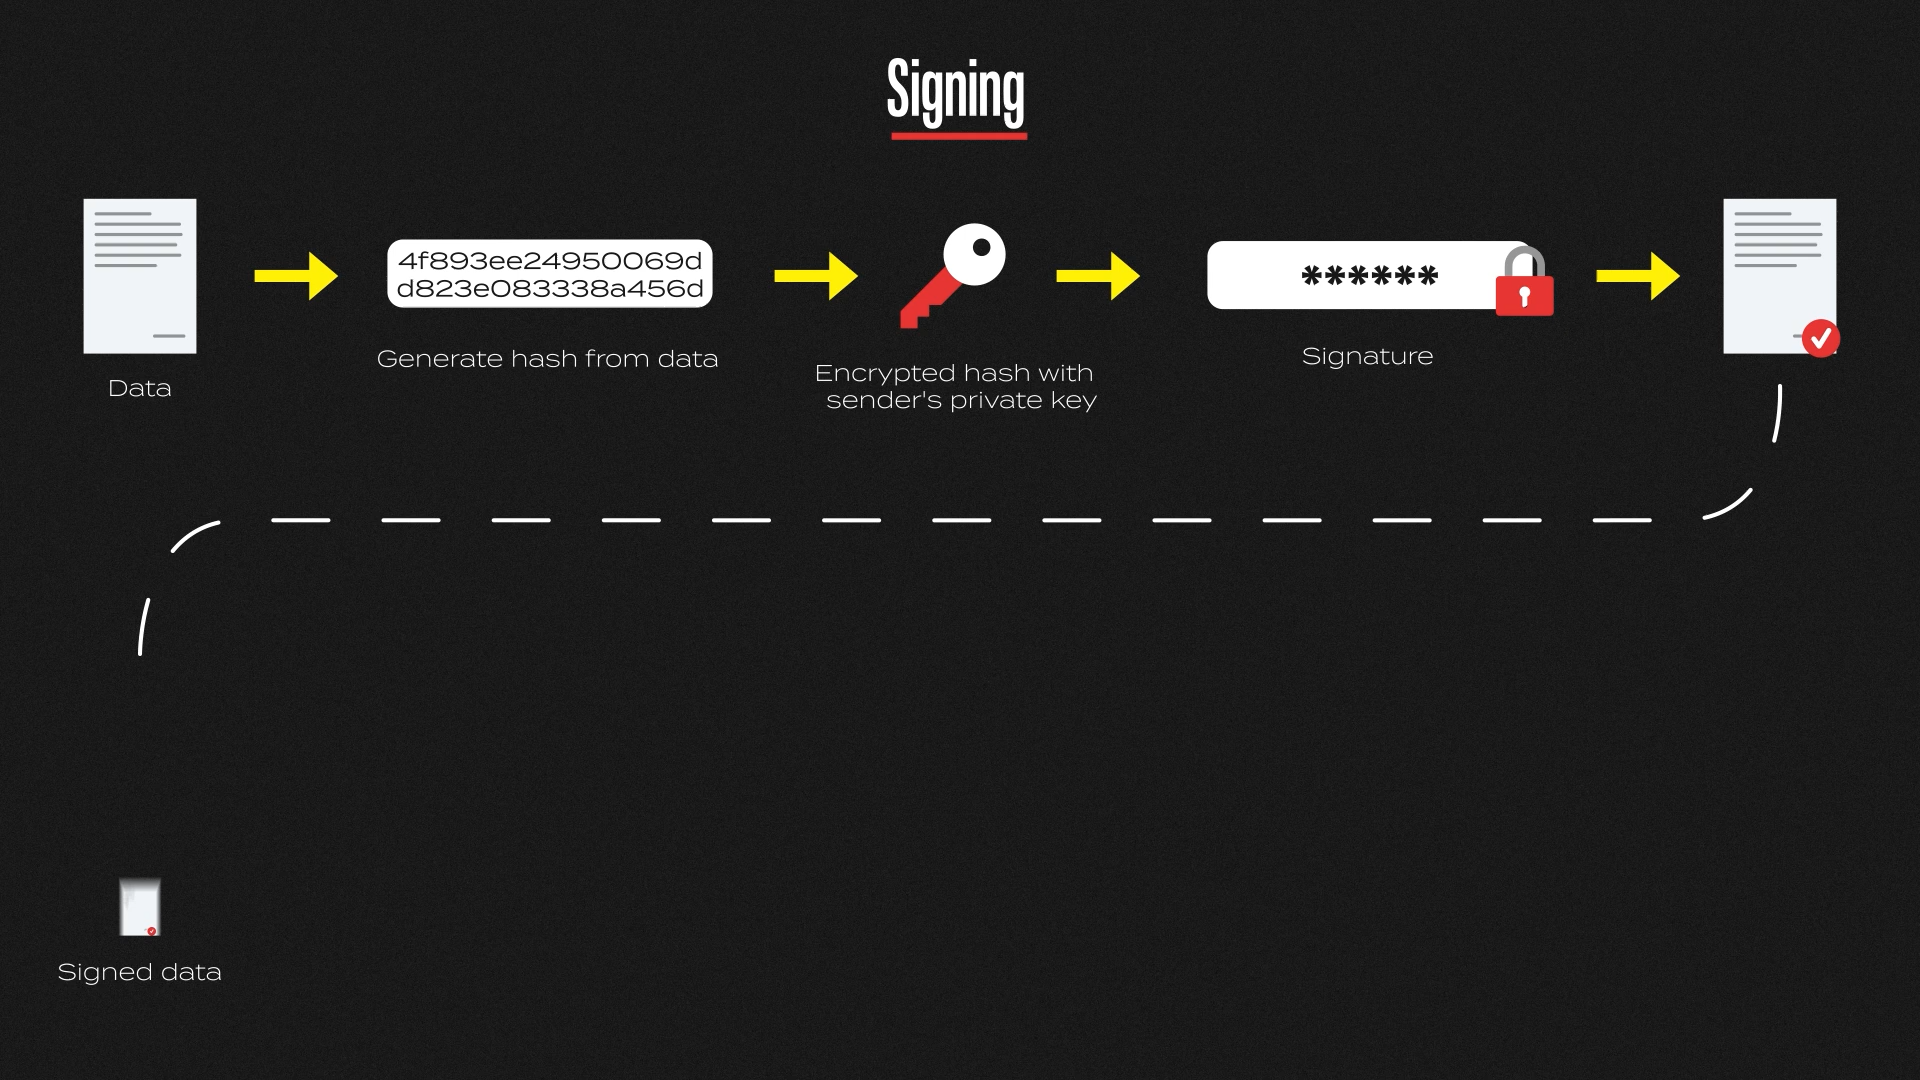 Signing
4f893ee24950069d
d823e083338a456d
******
Data
Generate hash from data
Encrypted hash with
sender's private key
Signature
Signed data